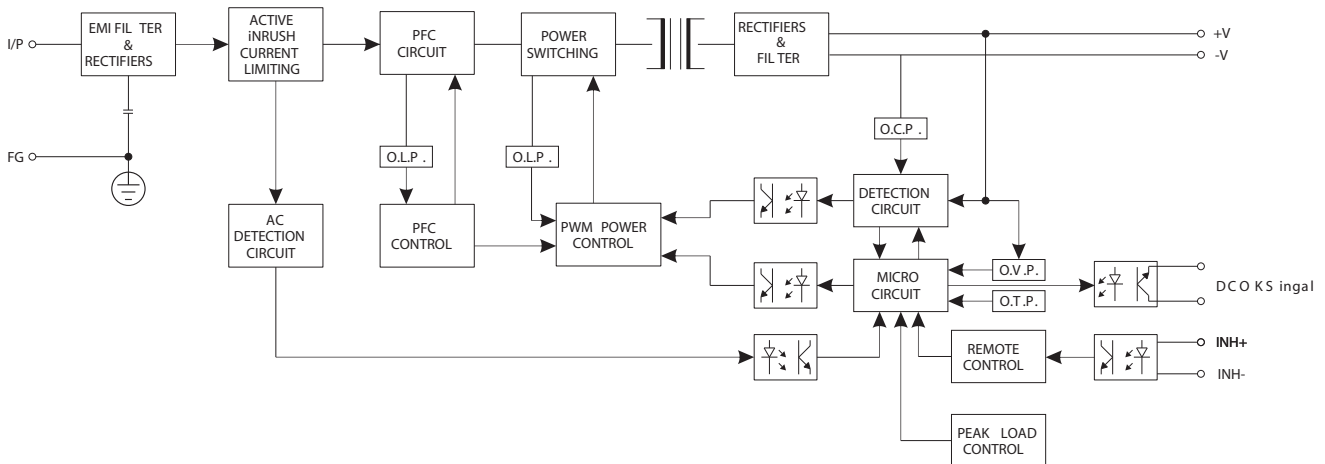 I/P
EMI FIL TER
&
RECTIFIERS
ACTIVE
iNRUSH
CURRENT
LIMITING
PFC
CIRCUIT
POWER
SWITCHING
RECTIFIERS
&
FIL TER
+V
-V
FG
O.L.P .
O.L.P .
O.C.P .
AC
DETECTION
CIRCUIT
PFC
CONTROL
PWM POWER
CONTROL
DETECTION
CIRCUIT
MICRO
CIRCUIT
O.V .P.
O.T.P.
DCO KS ingal
REMOTE
CONTROL
INH+
INH-
PEAK LOAD
CONTROL